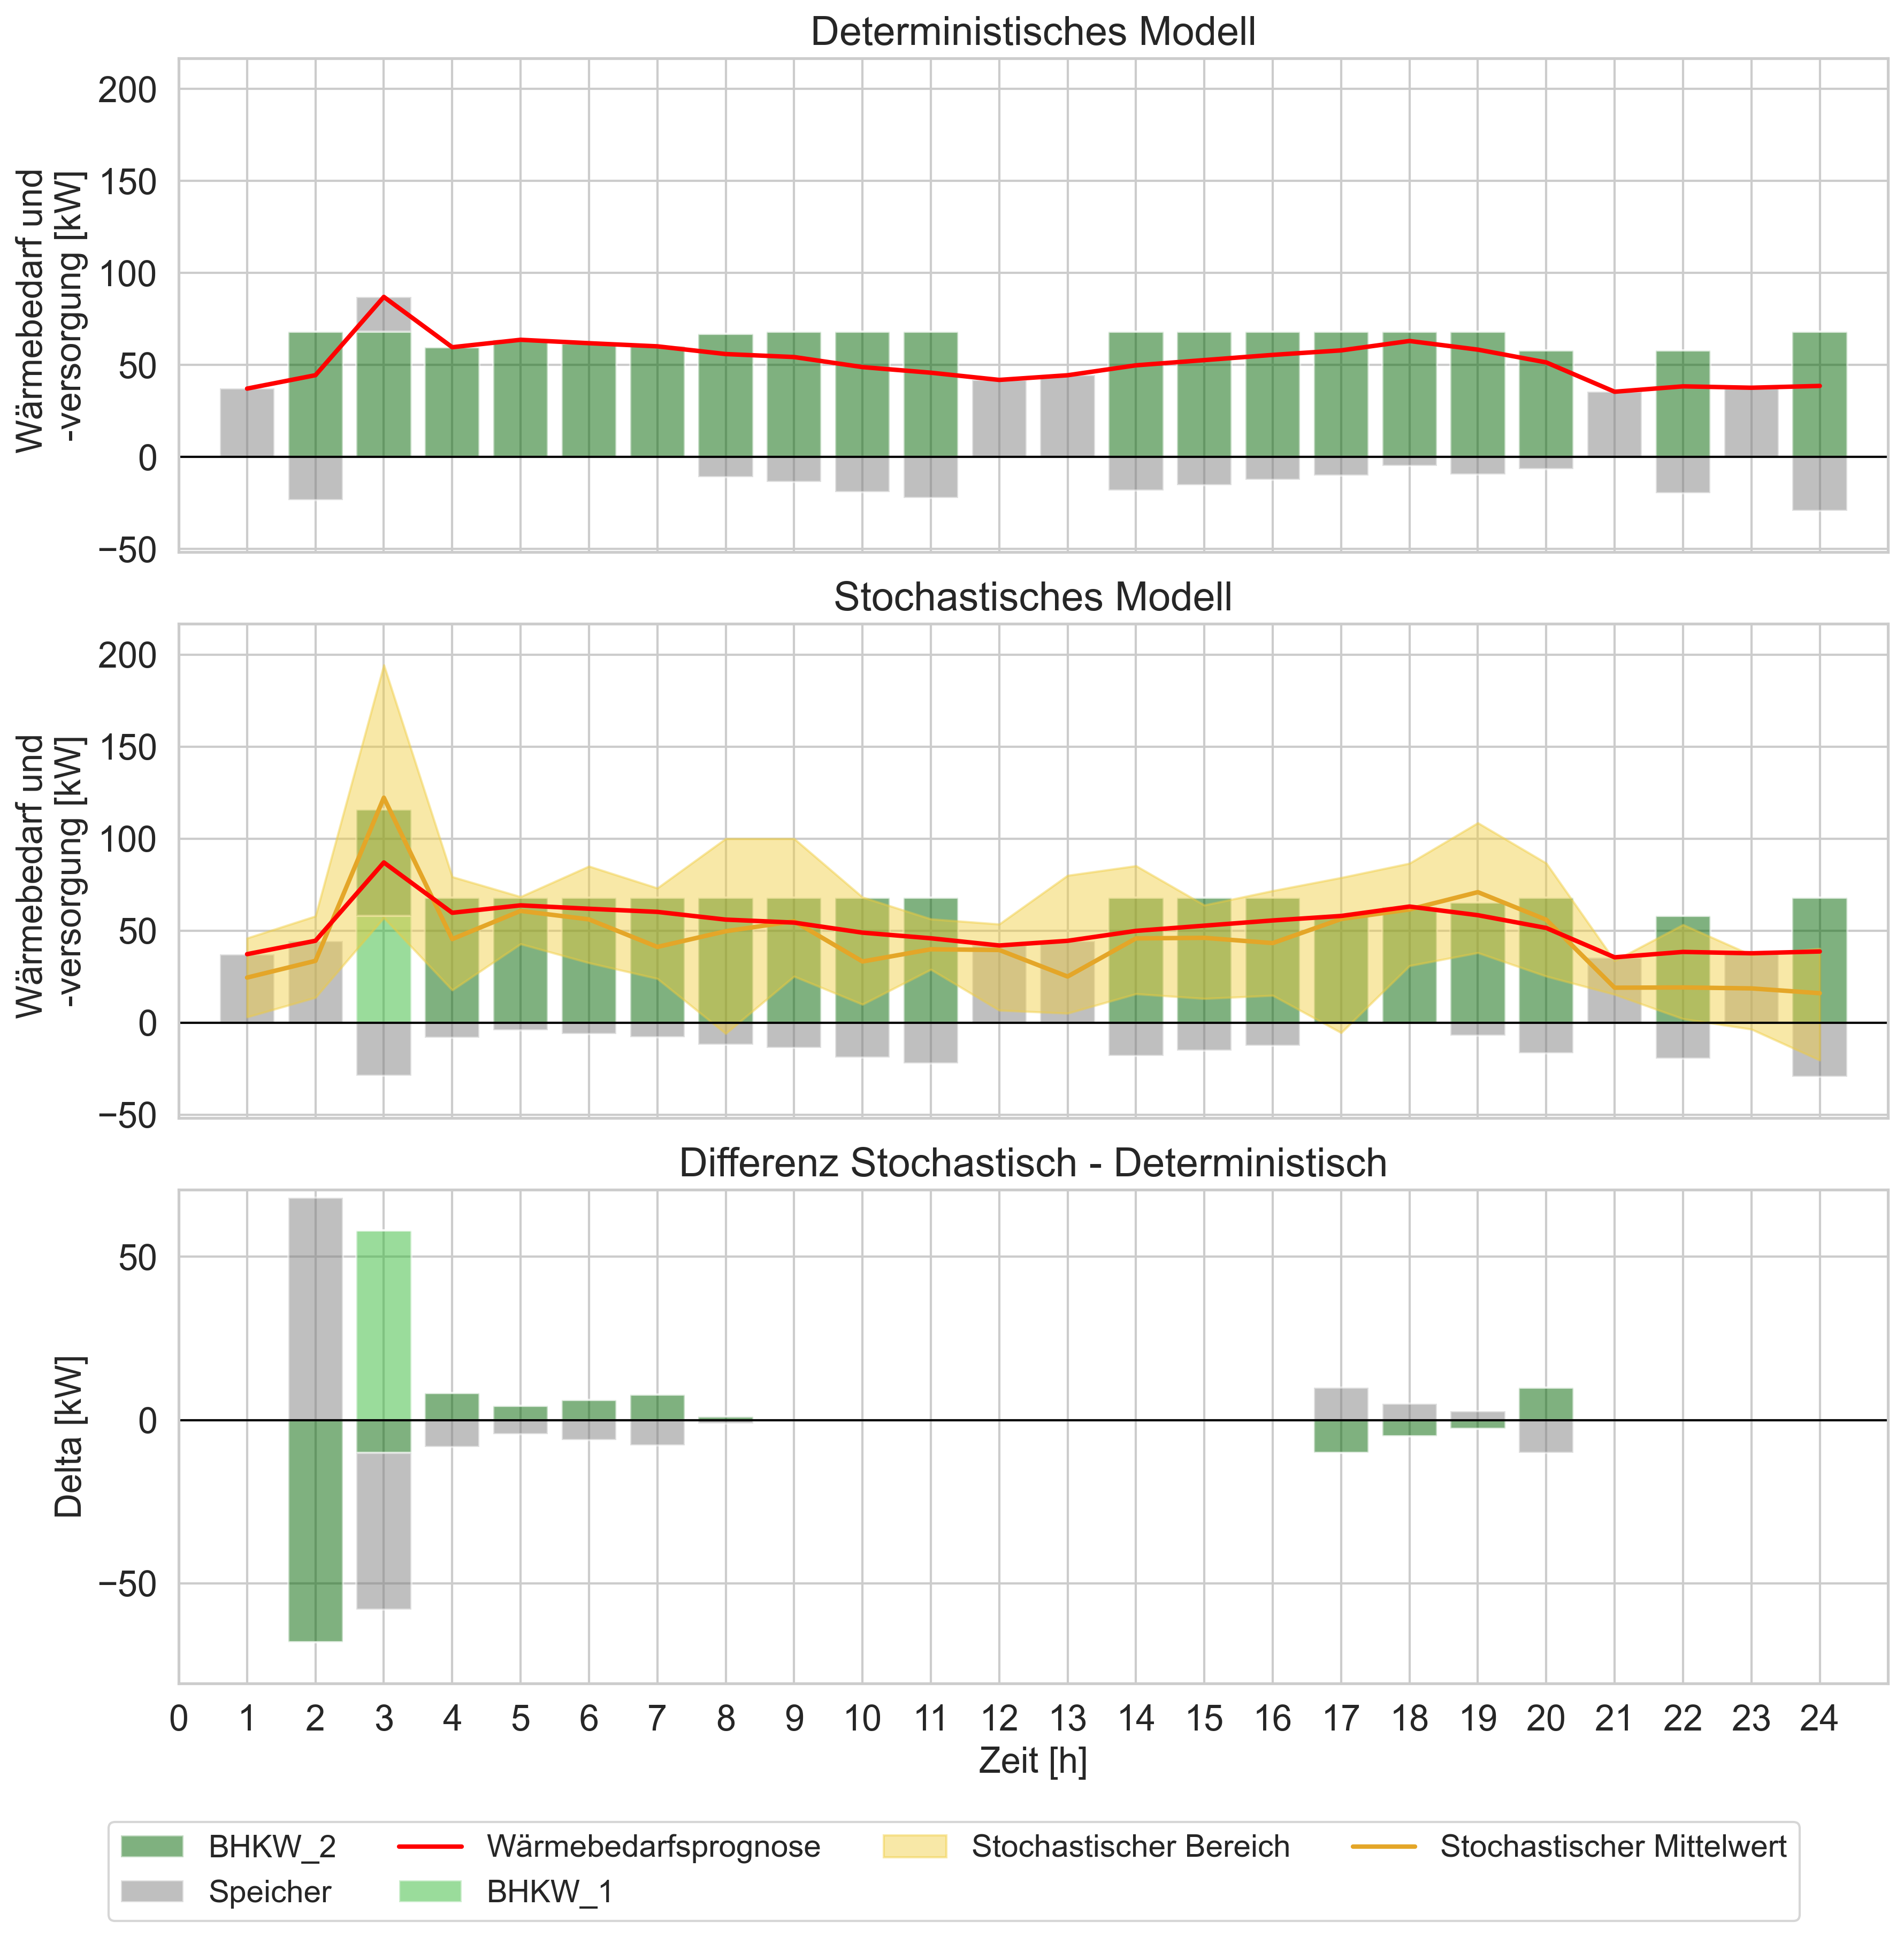 Deterministisches Modell
Wärmebedarf und
-versorgung [kW]
200
150
100
50
0
−50
Stochastisches Modell
Wärmebedarf und
-versorgung [kW]
200
150
100
50
0
−50
Differenz Stochastisch - Deterministisch
Delta [kW]
50
0
−50
0 1 2 3 4 5 6 7 8 9 10 11 12 13 14 15 16 17 18 19 20 21 22 23 24
Zeit [h]
BHKW_2 Wärmebedarfsprognose Stochastischer Bereich Stochastischer Mittelwert
Speicher BHKW_1